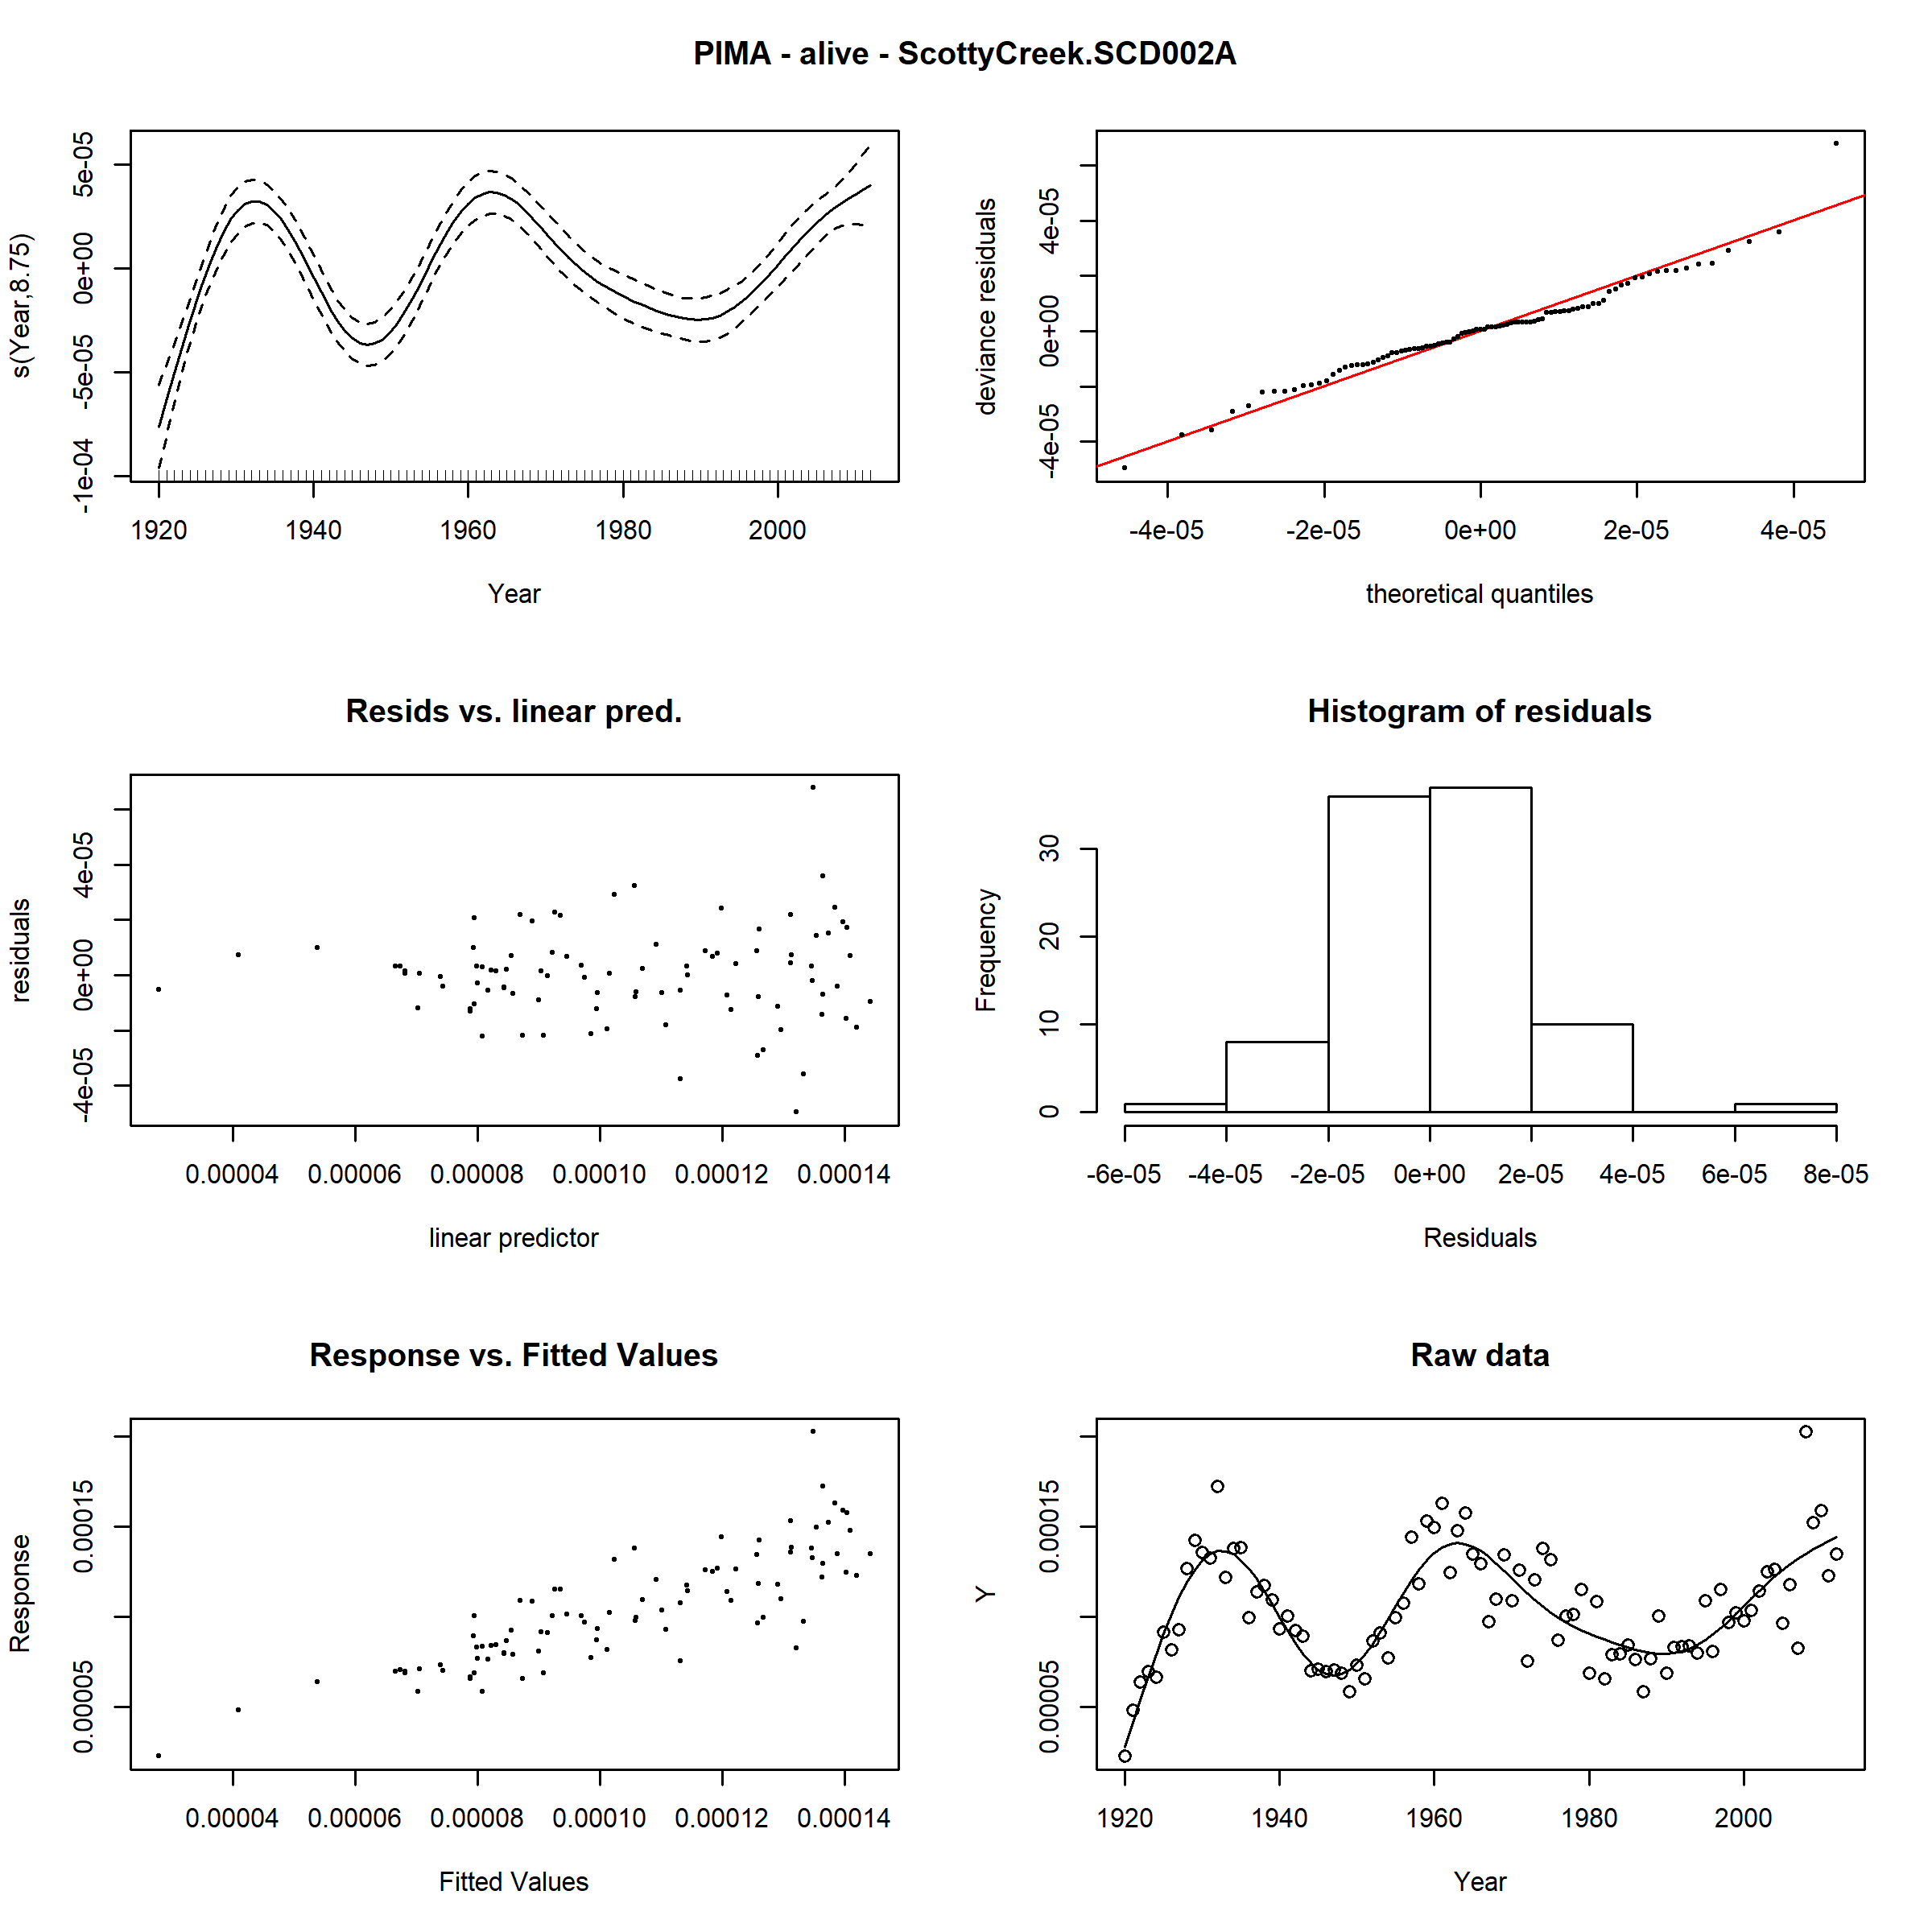 PIMA - alive - ScottyCreek.SCD002A
s(Year,8.75)
5e-05
0e+00
-5e-05
-1e-04
1920 1940 1960 1980 2000
Year
deviance residuals
4e-05
0e+00
-4e-05
-4e-05 -2e-05 0e+00 2e-05 4e-05
theoretical quantiles
Resids vs. linear pred.
residuals
4e-05
0e+00
-4e-05
0.00004 0.00006 0.00008 0.00010 0.00012 0.00014
linear predictor
Histogram of residuals
Frequency
30
20
10
0
-6e-05 -4e-05 -2e-05 0e+00 2e-05 4e-05 6e-05 8e-05
Residuals
Response vs. Fitted Values
Response
0.00015
0.00005
0.00004 0.00006 0.00008 0.00010 0.00012 0.00014
Fitted Values
Raw data
Y
0.00015
0.00005
1920 1940 1960 1980 2000
Year